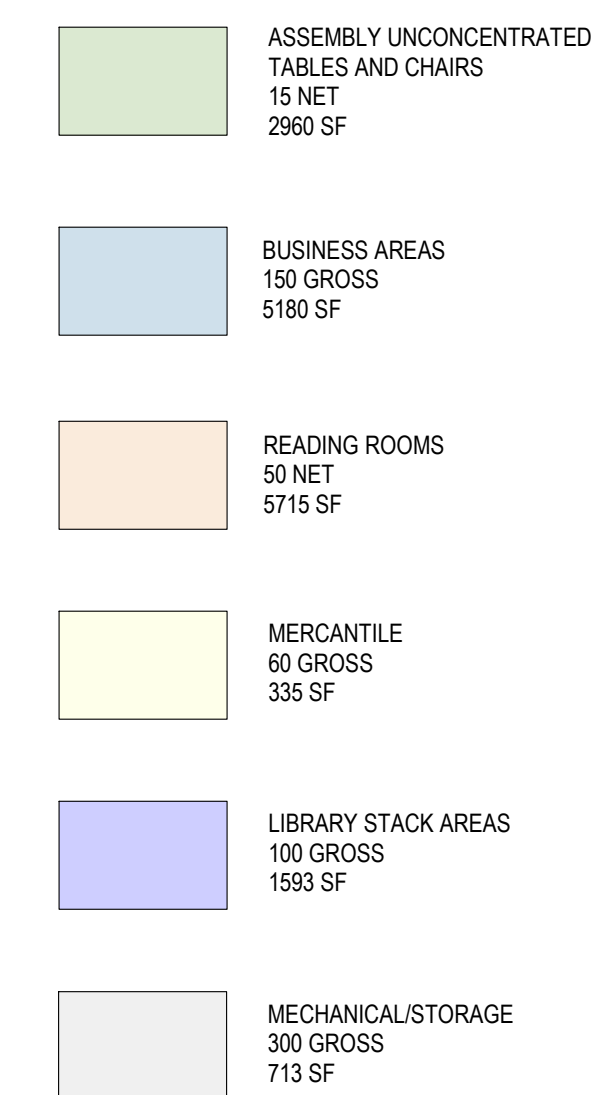 ASSEMBLY UNCONCENTRATED
TABLES AND CHAIRS
15 NET
2960 SF
BUSINESS AREAS
150 GROSS
5180 SF
READING ROOMS
50 NET
5715 SF
MERCANTILE
60 GROSS
335 SF
LIBRARY STACK AREAS
100 GROSS
1593 SF
MECHANICAL/STORAGE
300 GROSS
713 SF